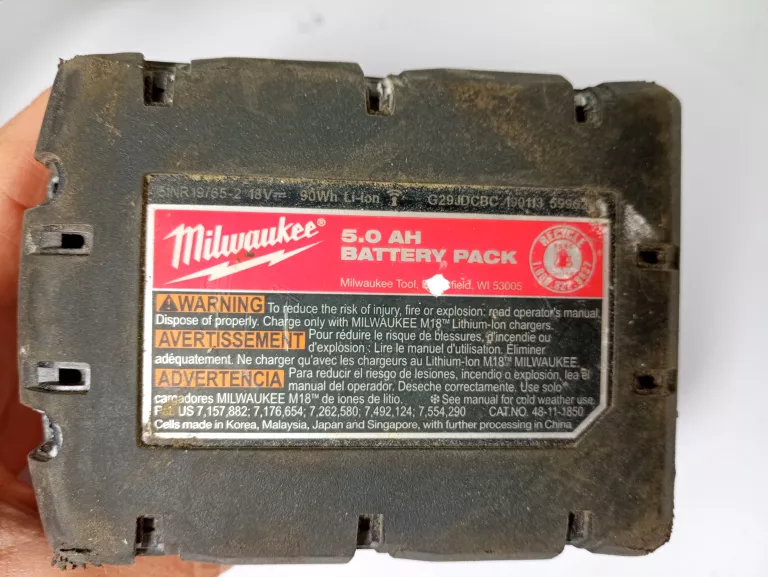 5INR19/65-2 18V⎓ 90Wh Li-Ion G29JDCBC 190113
Milwaukee®
5.0 AH
BATTERY PACK
RECYCLE
Milwaukee Tool, WI 53005
WARNING To reduce the risk of injury, fire or explosion: read operator's manual.
Dispose of properly. Charge only with MILWAUKEE M18™ Lithium-Ion chargers.
AVERTISSEMENT Pour réduire le risque de blessures, d'incendie ou
d'explosion : Lire le manuel d'utilisation. Eliminer
adéquatement. Ne charger qu'avec les chargeurs au Lithium-Ion M18™ MILWAUKEE.
ADVERTENCIA Para reducir el riesgo de lesiones, incendio o explosión, lea el
manual del operador. Deseche correctamente. Use solo
cargadores MILWAUKEE M18™ de iones de litio. ❄ See manual for cold weather use.
Pat. US 7,157,882; 7,176,654; 7,262,580; 7,492,124; 7,554,290 CAT.NO. 48-11-1850
Cells made in Korea, Malaysia, Japan and Singapore, with further processing in China